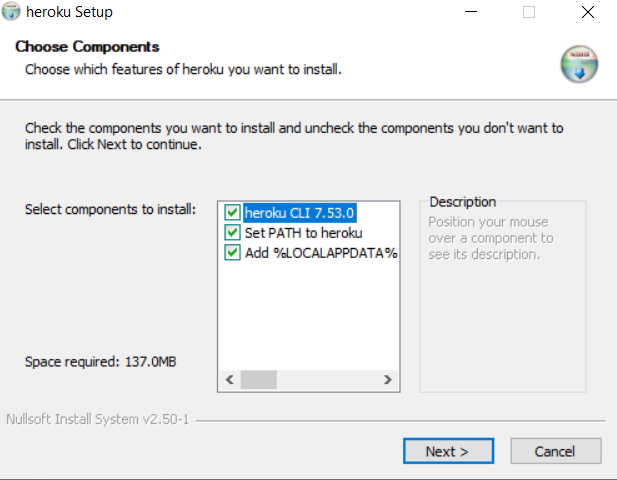 heroku Setup
Choose Components
Choose which features of heroku you want to install.
Check the components you want to install and uncheck the components you don't want to
install. Click Next to continue.
Select components to install:
heroku CLI 7.53.0
Set PATH to heroku
Add %LOCALAPPDATA%
Description
Position your mouse
over a component to
see its description.
Space required: 137.0MB
Nullsoft Install System v2.50-1
Next >
Cancel